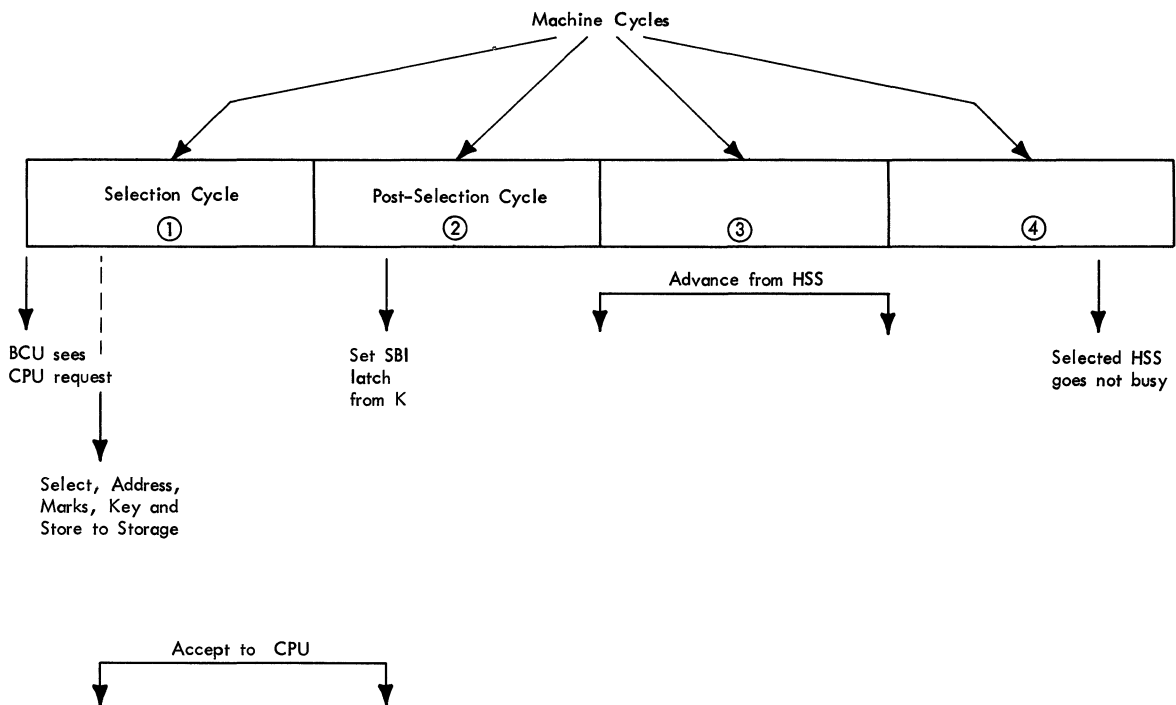 Machine Cycles
Selection Cycle
①
Post-Selection Cycle
②
③
④
Advance from HSS
BCU sees
CPU request
Set SBI
latch
from K
Selected HSS
goes not busy
Select, Address,
Marks, Key and
Store to Storage
Accept to CPU